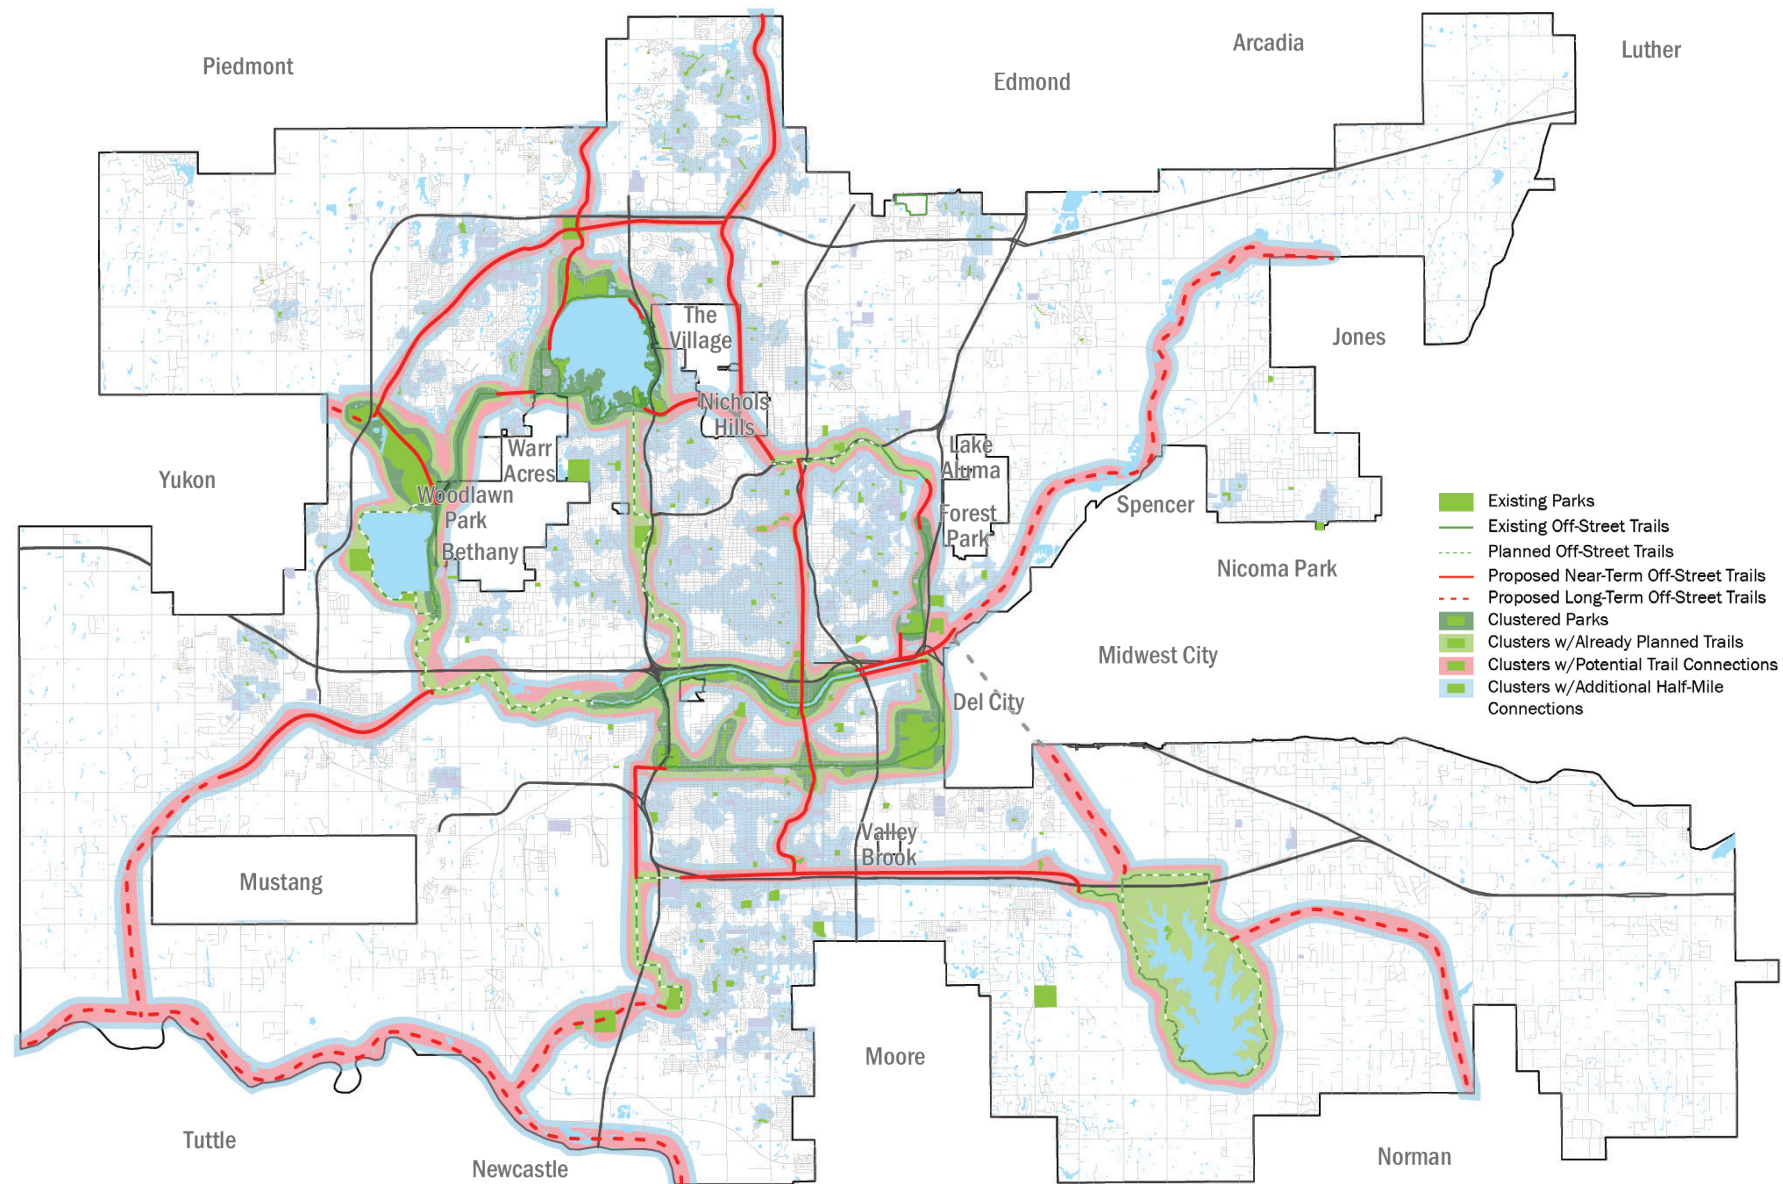 Arcadia
Luther
Piedmont
Edmond
The
Village
Jones
Nichols
Hills
Warr
Acres
Lake
Aluma
Yukon
Woodlawn
Park
Spencer
Forest
Park
Bethany
Nicoma Park
Existing Parks
Existing Off-Street Trails
Planned Off-Street Trails
Proposed Near-Term Off-Street Trails
Proposed Long-Term Off-Street Trails
Clustered Parks
Clusters w/Already Planned Trails
Clusters w/Potential Trail Connections
Clusters w/Additional Half-Mile
Connections
Midwest City
Del City
Valley
Brook
Mustang
Moore
Tuttle
Newcastle
Norman